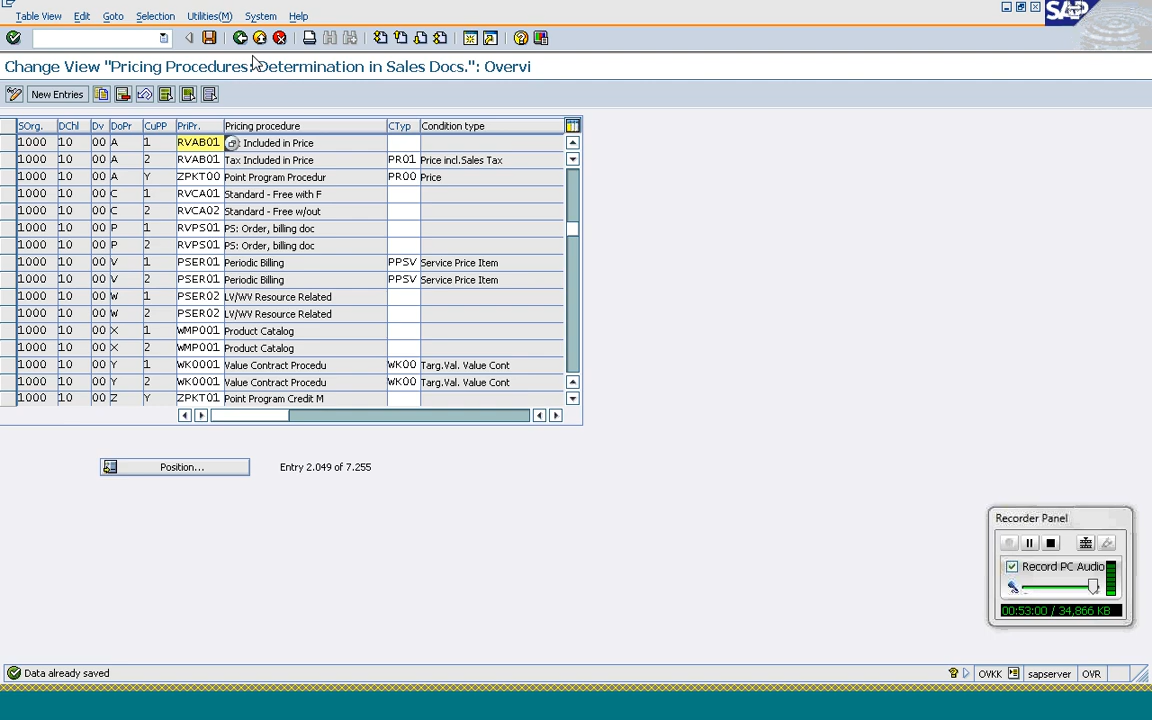 Table View Edit Goto Selection Utilities(M) System Help
SAP
Change View "Pricing Procedures: Determination in Sales Docs.": Overvi
New Entries
SOrg. DChl Dv DoPr CuPP PriPr. Pricing procedure CTyp Condition type
1000 10 00 A 1 RVAB01 Included in Price
1000 10 00 A 2 RVAB01 Tax Included in Price PR01 Price incl.Sales Tax
1000 10 00 A Y ZPKT00 Point Program Procedur PR00 Price
1000 10 00 C 1 RVCA01 Standard - Free with F
1000 10 00 C 2 RVCA02 Standard - Free w/out
1000 10 00 P 1 RVPS01 PS: Order, billing doc
1000 10 00 P 2 RVPS01 PS: Order, billing doc
1000 10 00 V 1 PSER01 Periodic Billing PPSV Service Price Item
1000 10 00 V 2 PSER01 Periodic Billing PPSV Service Price Item
1000 10 00 W 1 PSER02 LV/WV Resource Related
1000 10 00 W 2 PSER02 LV/WV Resource Related
1000 10 00 X 1 WMP001 Product Catalog
1000 10 00 X 2 WMP001 Product Catalog
1000 10 00 Y 1 WK0001 Value Contract Procedu WK00 Targ.Val. Value Cont
1000 10 00 Y 2 WK0001 Value Contract Procedu WK00 Targ.Val. Value Cont
1000 10 00 Z Y ZPKT01 Point Program Credit M
Position... Entry 2.049 of 7.255
Recorder Panel
Record PC Audio
00:53:00 / 34,866 KB
Data already saved OVKK sapserver OVR